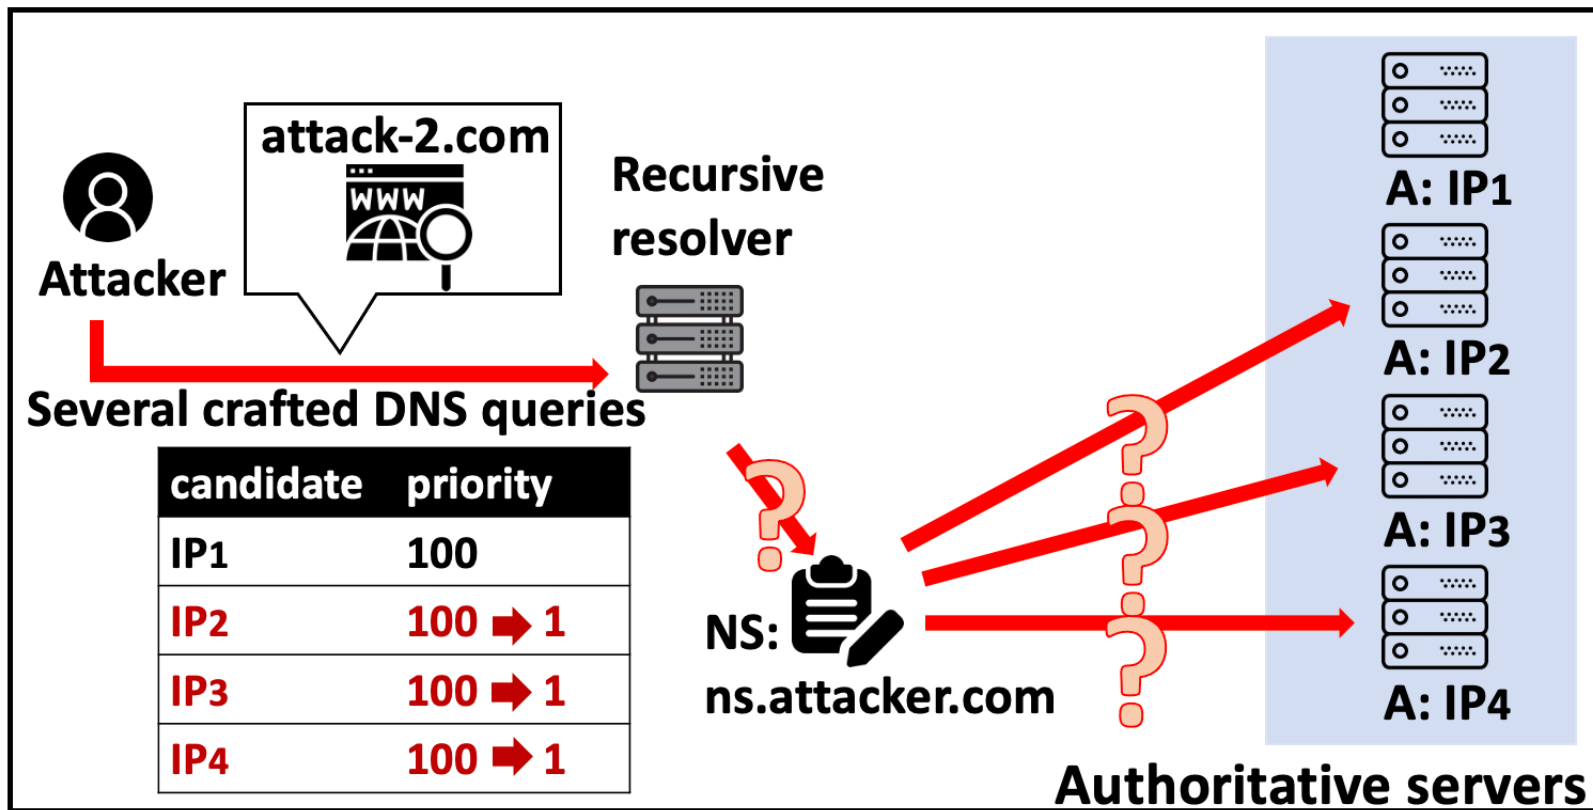 attack-2.com
WWW
Attacker
Recursive
resolver
Several crafted DNS queries
candidate priority
IP1 100
IP2 100 1
IP3 100 1
IP4 100 1
?
NS:
ns.attacker.com
?
?
?
A: IP1
A: IP2
A: IP3
A: IP4
Authoritative servers